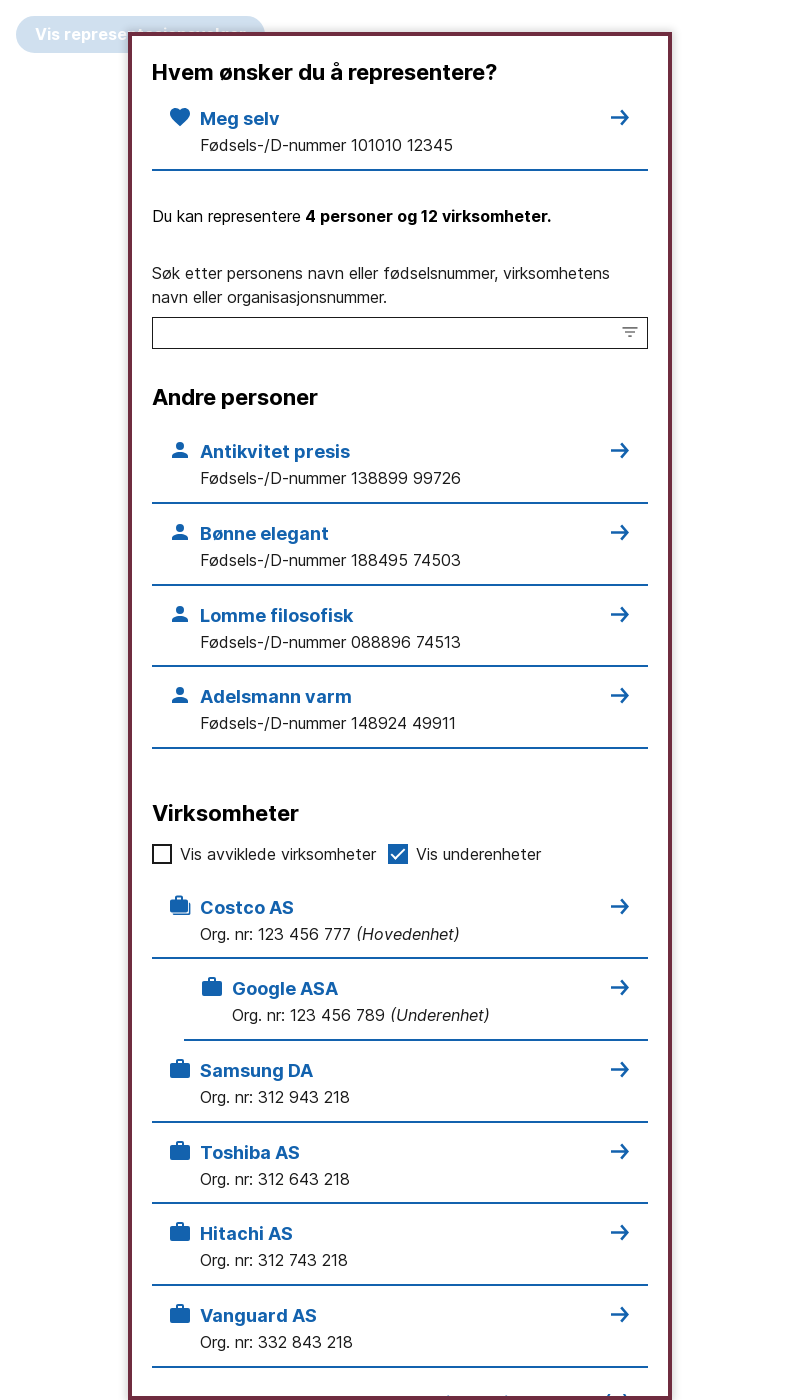 Vis
Hvem ønsker du å representere?
Meg selv
Fødsels-/D-nummer 101010 12345
Du kan representere 4 personer og 12 virksomheter.
Søk etter personens navn eller fødselsnummer, virksomhetens
navn eller organisasjonsnummer.
Andre personer
Antikvitet presis
Fødsels-/D-nummer 138899 99726
Bønne elegant
Fødsels-/D-nummer 188495 74503
Lomme filosofisk
Fødsels-/D-nummer 088896 74513
Adelsmann varm
Fødsels-/D-nummer 148924 49911
Virksomheter
Vis avviklede virksomheter Vis underenheter
Costco AS
Org. nr: 123 456 777 (Hovedenhet)
Google ASA
Org. nr: 123 456 789 (Underenhet)
Samsung DA
Org. nr: 312 943 218
Toshiba AS
Org. nr: 312 643 218
Hitachi AS
Org. nr: 312 743 218
Vanguard AS
Org. nr: 332 843 218